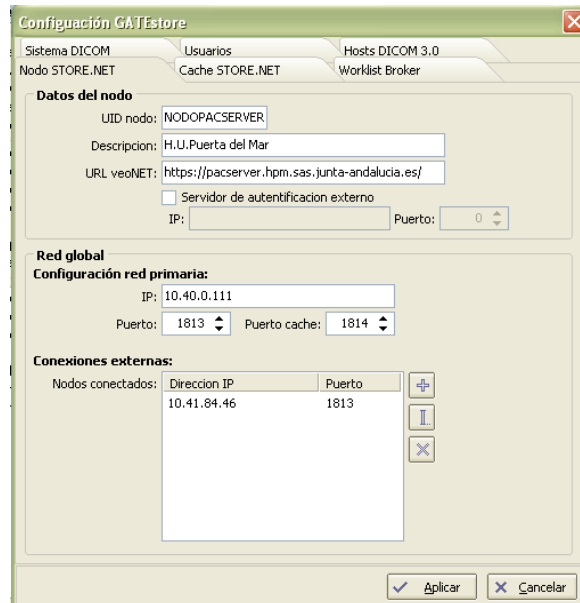 Configuación GATEstore
Sistema DICOM Usuarios Hosts DICOM 3.0
Nodo STORE.NET Cache STORE.NET Worklist Broker
Datos del nodo
UID nodo: NODOPACSERVER
Descripcion: H.U.Puerta del Mar
URL veoNET: https://pacserver.hpm.sas.junta-andalucia.es/
Servidor de autentificacion externo
IP: Puerto: 0
Red global
Configuración red primaria:
IP: 10.40.0.111
Puerto: 1813 Puerto cache: 1814
Conexiones externas:
Nodos conectados: Direccion IP Puerto
10.41.84.46 1813
Aplicar Cancelar